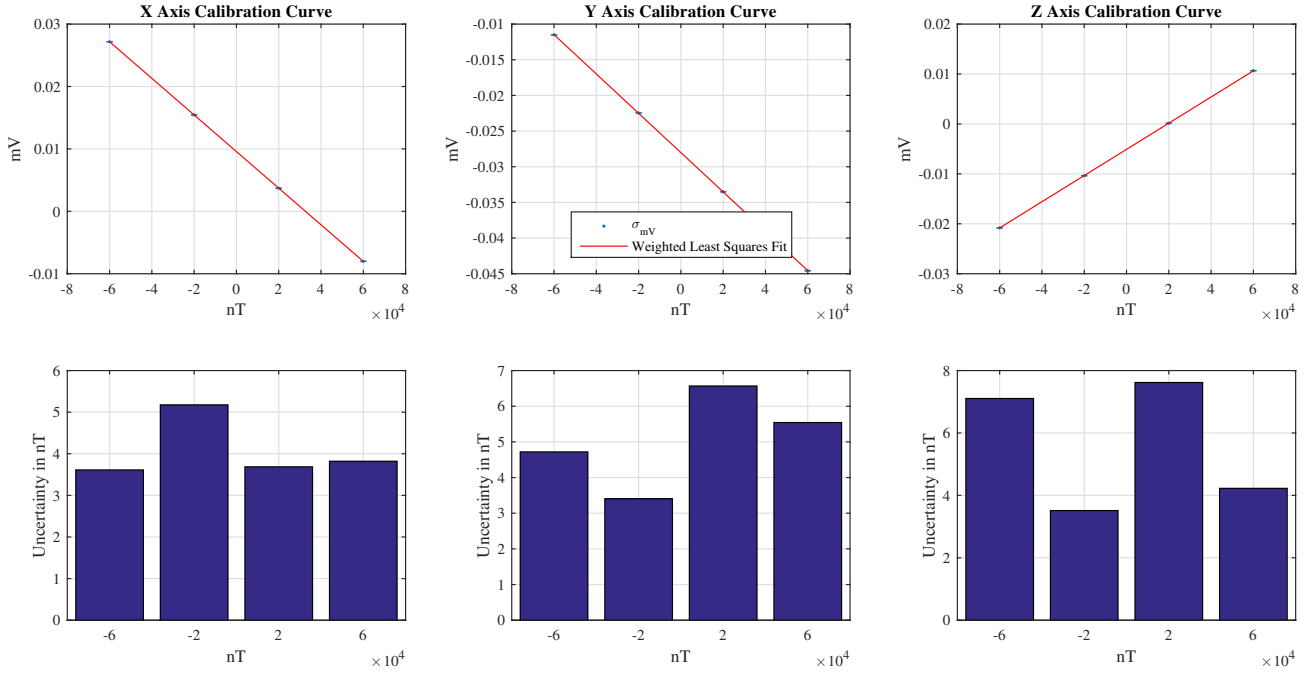 X Axis Calibration Curve
0.03
0.02
0.01
0
-0.01
mV
-8 -6 -4 -2 0 2 4 6 8
nT
×10^4
Y Axis Calibration Curve
-0.01
-0.015
-0.02
-0.025
-0.03
-0.035
-0.04
-0.045
mV
σ_mV
Weighted Least Squares Fit
-8 -6 -4 -2 0 2 4 6 8
nT
×10^4
Z Axis Calibration Curve
0.02
0.01
0
-0.01
-0.02
-0.03
mV
-8 -6 -4 -2 0 2 4 6 8
nT
×10^4
6
5
4
3
2
1
0
Uncertainty in nT
-6 -2 2 6
nT
×10^4
7
6
5
4
3
2
1
0
Uncertainty in nT
-6 -2 2 6
nT
×10^4
8
6
4
2
0
Uncertainty in nT
-6 -2 2 6
nT
×10^4